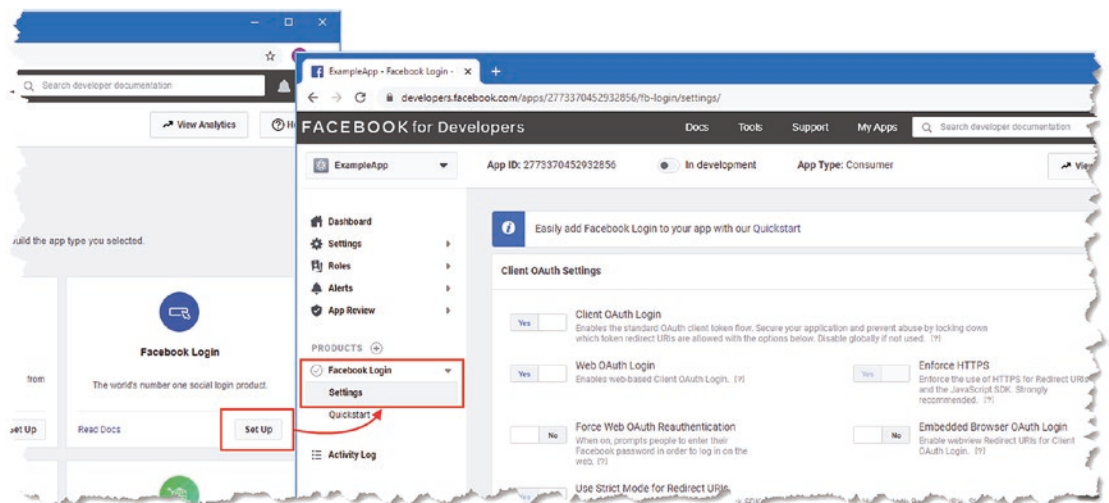 Search developer documentation
View Analytics
uild the app type you selected.
Facebook Login
from
The world's number one social login product.
et Up
Read Docs
Set Up
ExampleApp - Facebook Login -
developers.facebook.com/apps/2773370452932856/fb-login/settings/
FACEBOOK for Developers
Docs Tools Support My Apps Search developer documentation
ExampleApp
App ID: 2773370452932856 In development App Type: Consumer
Dashboard
Settings
Roles
Alerts
App Review
PRODUCTS
Facebook Login
Settings
Quickstart
Activity Log
Easily add Facebook Login to your app with our Quickstart
Client OAuth Settings
Yes
Client OAuth Login
Enables the standard OAuth client token flow. Secure your application and prevent abuse by locking down
which token redirect URIs are allowed with the options below. Disable globally if not used. [?]
Yes
Web OAuth Login
Enables web-based Client OAuth Login. [?]
Yes
Enforce HTTPS
Enforce the use of HTTPS for Redirect URIs
and the JavaScript SDK. Strongly
recommended. [?]
No
Force Web OAuth Reauthentication
When on, prompts people to enter their
Facebook password in order to log in on the
web. [?]
No
Embedded Browser OAuth Login
Enable webview Redirect URIs for Client
OAuth Login. [?]
Yes
Use Strict Mode for Redirect URIs